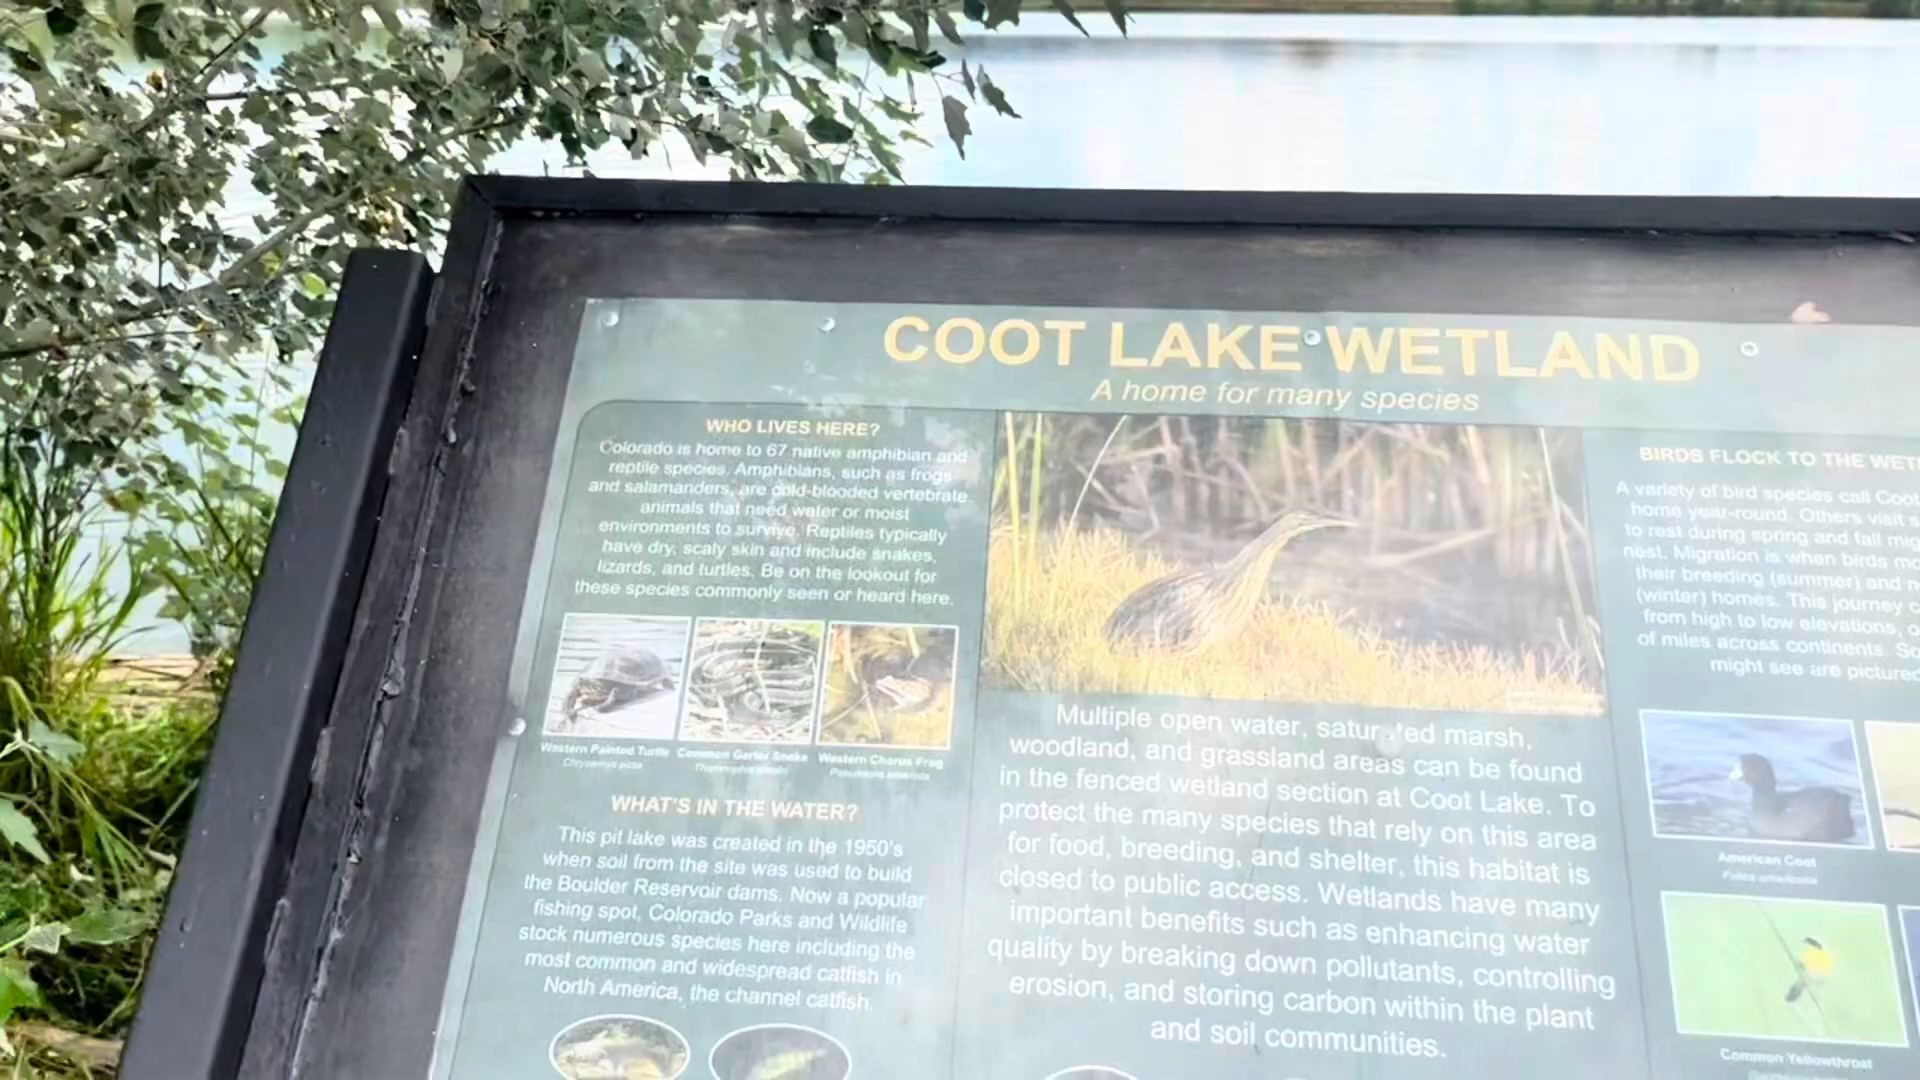 COOT LAKE WETLAND
A home for many species
WHO LIVES HERE?
Colorado is home to 67 native amphibian and
reptile species. Amphibians, such as frogs
and salamanders, are cold-blooded vertebrate
animals that need water or moist
environments to survive. Reptiles typically
have dry, scaly skin and include snakes,
lizards, and turtles. Be on the lookout for
these species commonly seen or heard here.
Western Painted Turtle
Chrysemys picta
Common Garter Snake
Western Chorus Frog
WHAT'S IN THE WATER?
This pit lake was created in the 1950's
when soil from the site was used to build
the Boulder Reservoir dams. Now a popular
fishing spot, Colorado Parks and Wildlife
stock numerous species here including the
most common and widespread catfish in
North America, the channel catfish.
Multiple open water, saturated marsh,
woodland, and grassland areas can be found
in the fenced wetland section at Coot Lake. To
protect the many species that rely on this area
for food, breeding, and shelter, this habitat is
closed to public access. Wetlands have many
important benefits such as enhancing water
quality by breaking down pollutants, controlling
erosion, and storing carbon within the plant
and soil communities.
BIRDS FLOCK TO THE
A variety of bird species call Coot
home year-round. Others visit
to rest during spring and fall
nest. Migration is when birds
their breeding (summer) and
(winter) homes. This journey
from high to low elevations,
of miles across continents.
might see are pictured
American Coot
Fulica americana
Common Yellowthroat